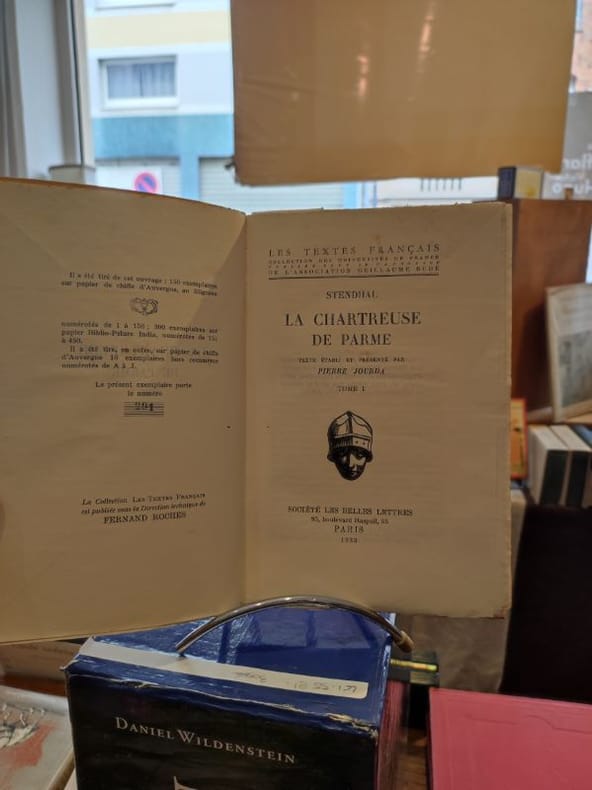 Il a été tiré de cet ouvrage : 150 exemplaires
sur papier de chiffe d'Auvergne, au filigrane
numérotés de 1 à 150 ; 300 exemplaires sur
papier Biblio-Pelure India, numérotés de 151
à 450.
Il a été tiré, en outre, sur papier de chiffe
d'Auvergne 10 exemplaires hors commerce
numérotés de A à J.
Le présent exemplaire porte
le numéro
291
La Collection LES TEXTES FRANÇAIS
est publiée sous la Direction technique de
FERNAND ROCHES
LES TEXTES FRANÇAIS
COLLECTION DES UNIVERSITÉS DE FRANCE
DE L'ASSOCIATION GUILLAUME BUDÉ
STENDHAL
LA CHARTREUSE
DE PARME
TEXTE ÉTABLI ET PRÉSENTÉ PAR
PIERRE JOURDA
TOME I
SOCIÉTÉ LES BELLES LETTRES
95, boulevard Raspail, 95
PARIS
1933
DANIEL WILDENSTEIN